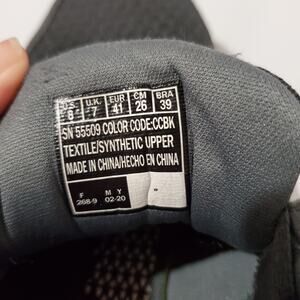 U.S. U.K. EUR CM BRA
8 7 41 26 39
SN 55509 COLOR CODE:CCBK
TEXTILE/SYNTHETIC UPPER
MADE IN CHINA/HECHO EN CHINA
F M Y
268-9 02-20